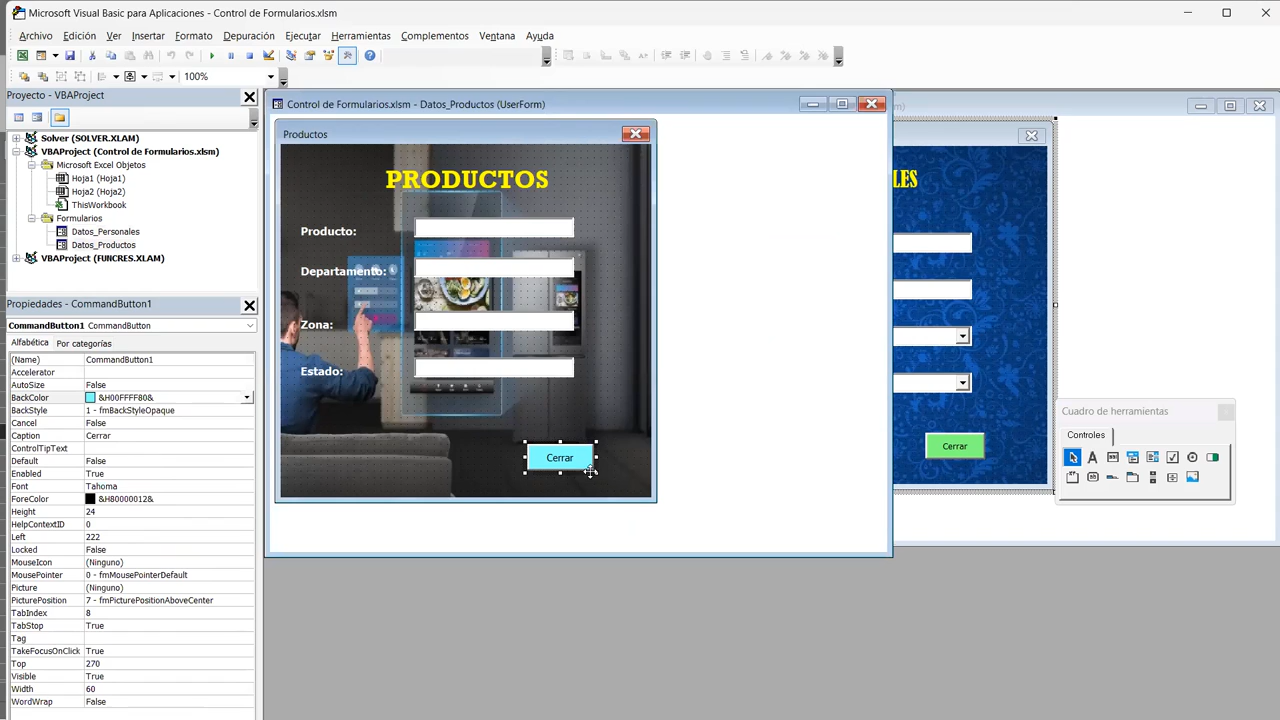 Microsoft Visual Basic para Aplicaciones - Control de Formularios.xlsm
Archivo Edición Ver Insertar Formato Depuración Ejecutar Herramientas Complementos Ventana Ayuda
100%
Proyecto - VBAProject
Solver (SOLVER.XLAM)
VBAProject (Control de Formularios.xlsm)
Microsoft Excel Objetos
Hoja1 (Hoja1)
Hoja2 (Hoja2)
ThisWorkbook
Formularios
Datos_Personales
Datos_Productos
VBAProject (FUNCRES.XLAM)
Propiedades - CommandButton1
CommandButton1 CommandButton
Alfabética Por categorías
(Name) CommandButton1
Accelerator
AutoSize False
BackColor &H00FFFF80&
BackStyle 1 - fmBackStyleOpaque
Cancel False
Caption Cerrar
ControlTipText
Default False
Enabled True
Font Tahoma
ForeColor &H80000012&
Height 24
HelpContextID 0
Left 222
Locked False
MouseIcon (Ninguno)
MousePointer 0 - fmMousePointerDefault
Picture (Ninguno)
PicturePosition 7 - fmPicturePositionAboveCenter
TabIndex 8
TabStop True
Tag
TakeFocusOnClick True
Top 270
Visible True
Width 60
WordWrap False
Control de Formularios.xlsm - Datos_Productos (UserForm)
Productos
PRODUCTOS
Producto:
Departamento:
Zona:
Estado:
Cerrar
LES
Cerrar
Cuadro de herramientas
Controles